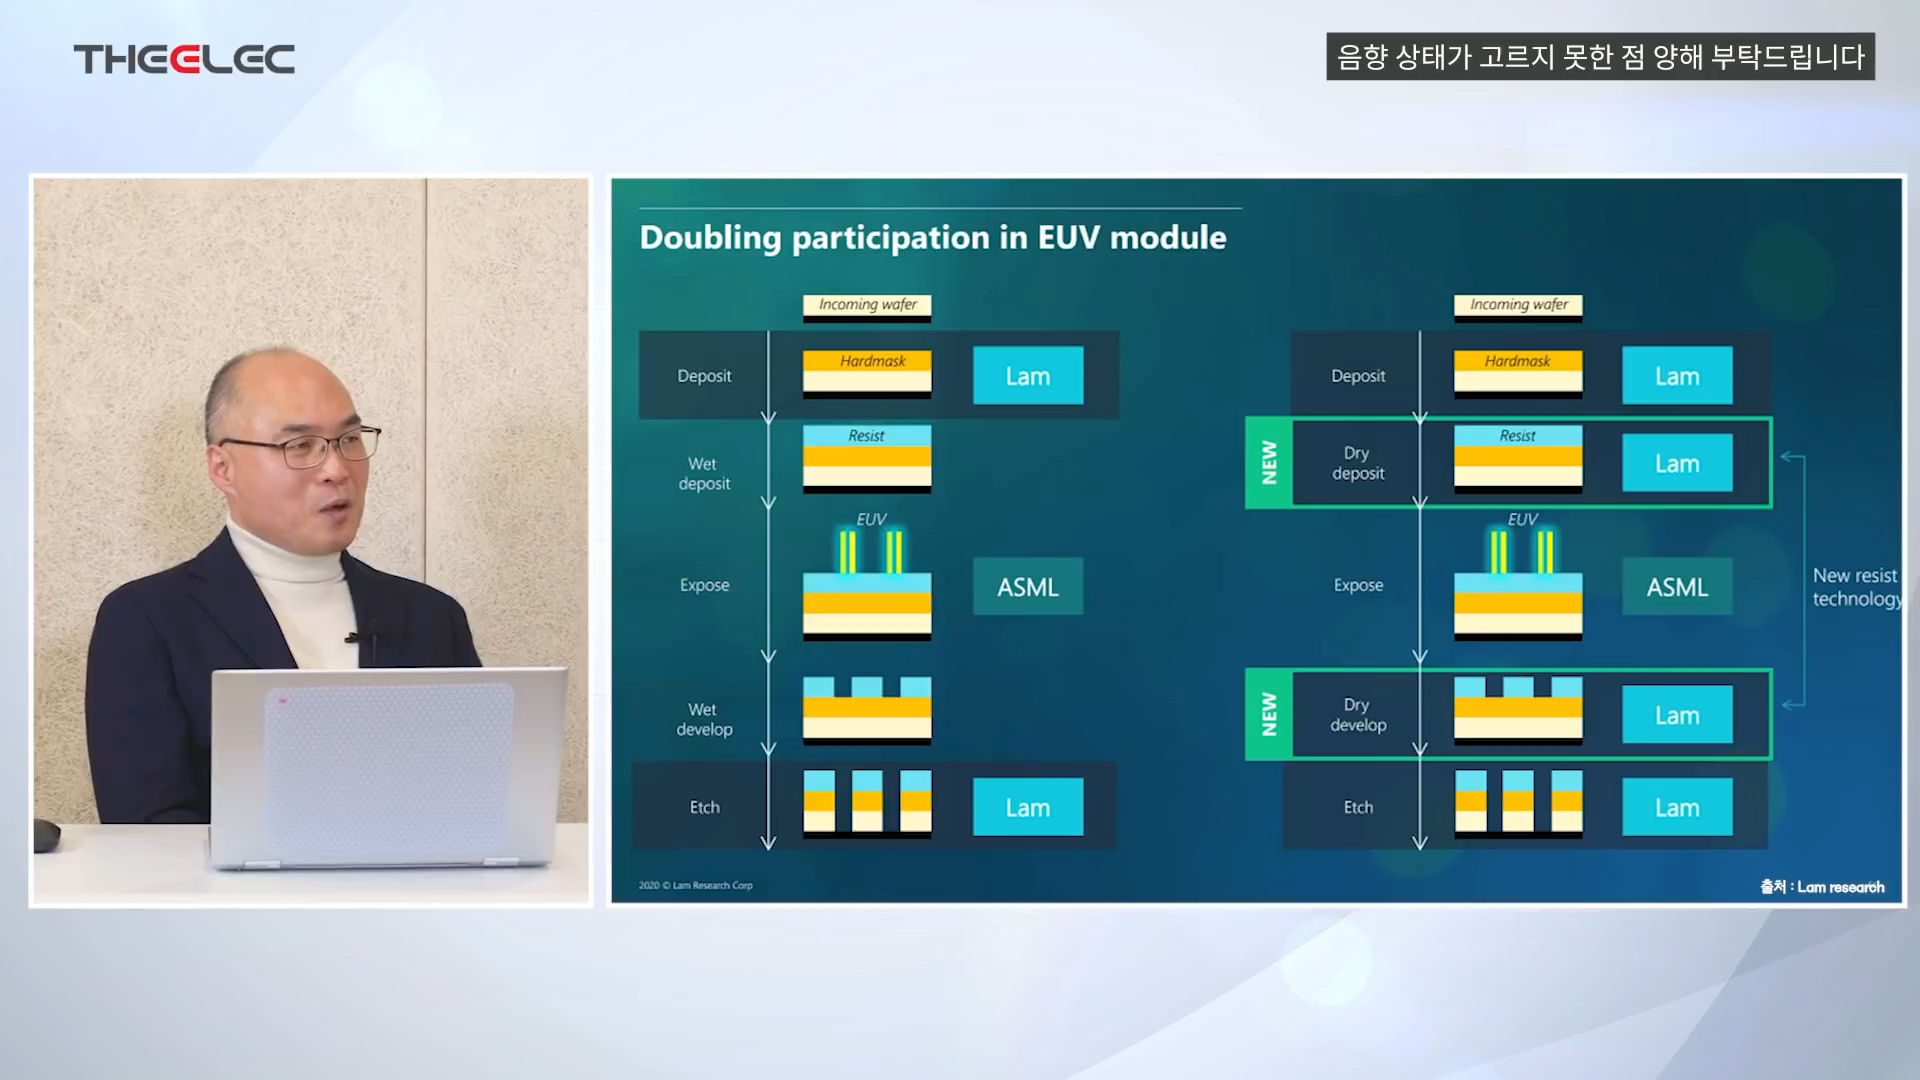 THEELEC
음향 상태가 고르지 못한 점 양해 부탁드립니다
Doubling participation in EUV module
Incoming wafer
Deposit
Hardmask
Lam
Wet
deposit
Resist
EUV
Expose
ASML
Wet
develop
Etch
Lam
Incoming wafer
Deposit
Hardmask
Lam
NEW
Dry
deposit
Resist
Lam
EUV
Expose
ASML
New resist
technology
NEW
Dry
develop
Lam
Etch
Lam
2020 © Lam Research Corp
출처 : Lam research